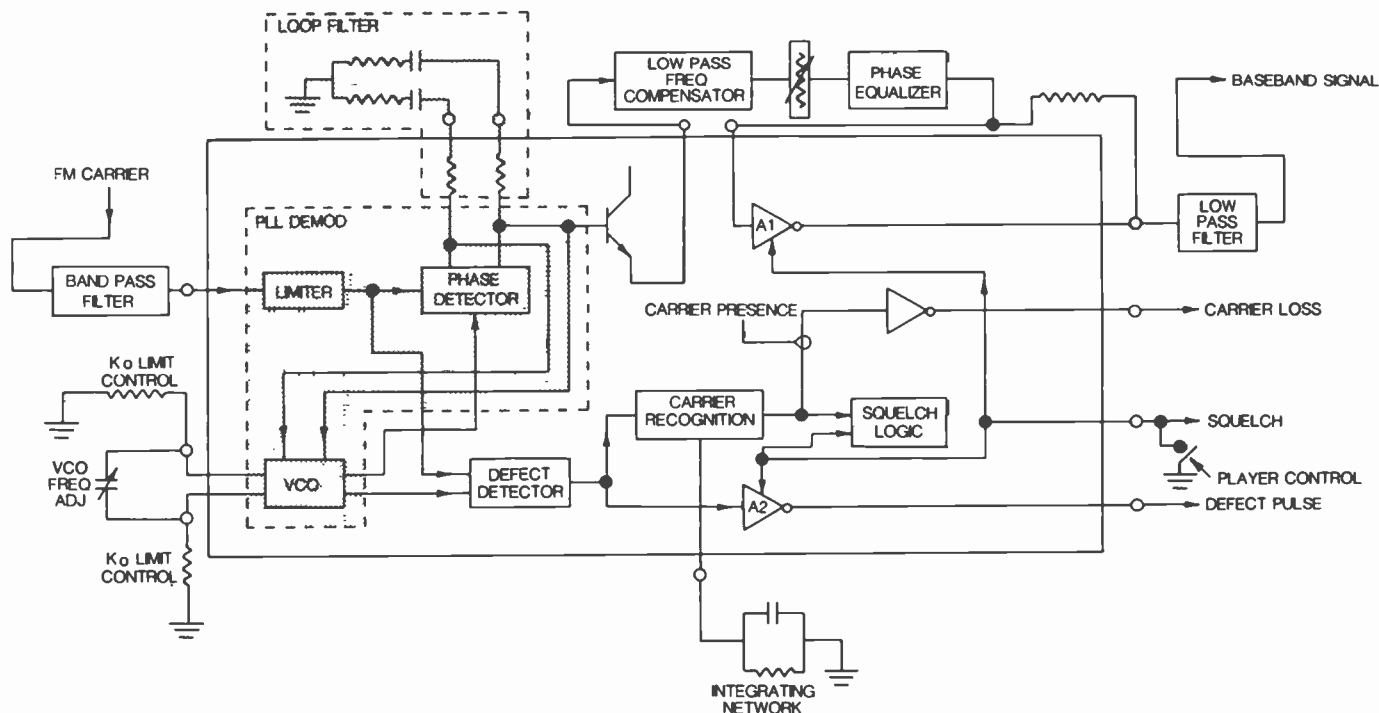 LOOP FILTER
LOW PASS
FREQ
COMPENSATOR
PHASE
EQUALIZER
BASEBAND SIGNAL
FM CARRIER
PLL DEMOD
A1
LOW
PASS
FILTER
BAND PASS
FILTER
LIMITER
PHASE
DETECTOR
CARRIER PRESENCE
CARRIER LOSS
Ko LIMIT
CONTROL
CARRIER
RECOGNITION
SQUELCH
LOGIC
SQUELCH
VCO
FREQ
ADJ
VCO
DEFECT
DETECTOR
A2
PLAYER CONTROL
DEFECT PULSE
Ko LIMIT
CONTROL
INTEGRATING
NETWORK